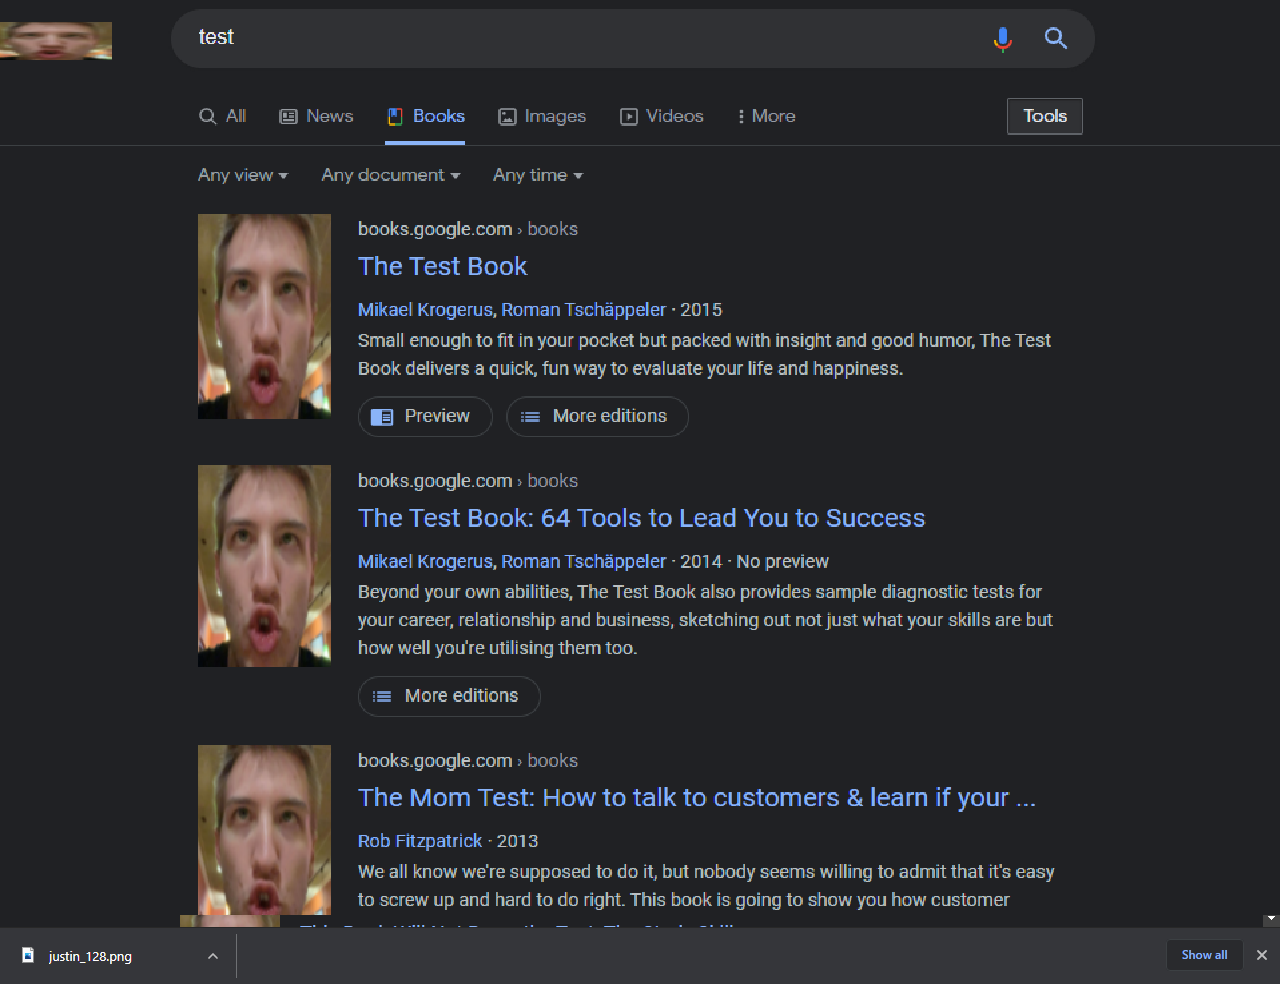 test
All News Books Images Videos More Tools
Any view Any document Any time
books.google.com › books
The Test Book
Mikael Krogerus, Roman Tschäppeler · 2015
Small enough to fit in your pocket but packed with insight and good humor, The Test
Book delivers a quick, fun way to evaluate your life and happiness.
Preview More editions
books.google.com › books
The Test Book: 64 Tools to Lead You to Success
Mikael Krogerus, Roman Tschäppeler · 2014 · No preview
Beyond your own abilities, The Test Book also provides sample diagnostic tests for
your career, relationship and business, sketching out not just what your skills are but
how well you're utilising them too.
More editions
books.google.com › books
The Mom Test: How to talk to customers & learn if your ...
Rob Fitzpatrick · 2013
We all know we're supposed to do it, but nobody seems willing to admit that it's easy
to screw up and hard to do right. This book is going to show you how customer
justin_128.png
Show all